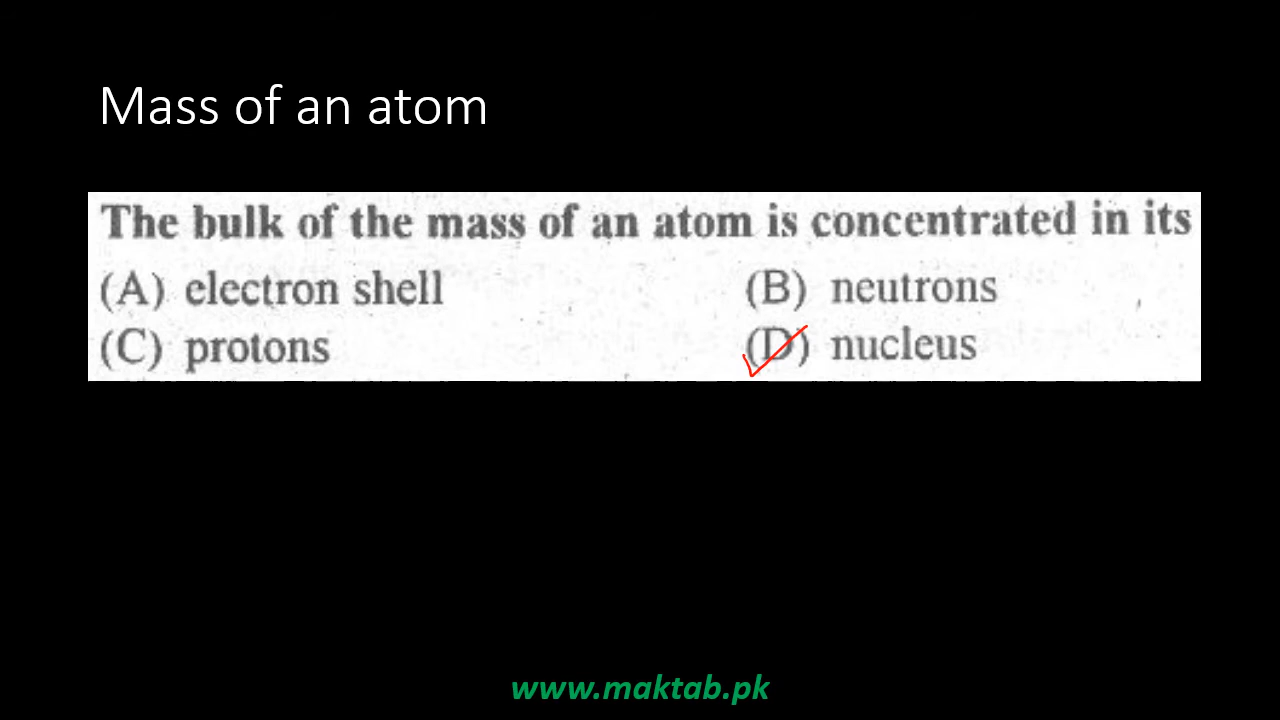 Mass of an atom
The bulk of the mass of an atom is concentrated in its
(A) electron shell (B) neutrons
(C) protons (D) nucleus
www.maktab.pk